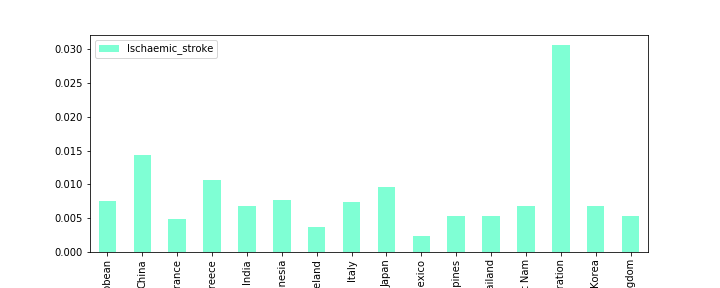 Ischaemic_stroke
0.030
0.025
0.020
0.015
0.010
0.005
0.000
bean
China
rance
reece
India
nesia
eland
Italy
Japan
exico
pines
ailand
Nam
ration
Korea
gdom